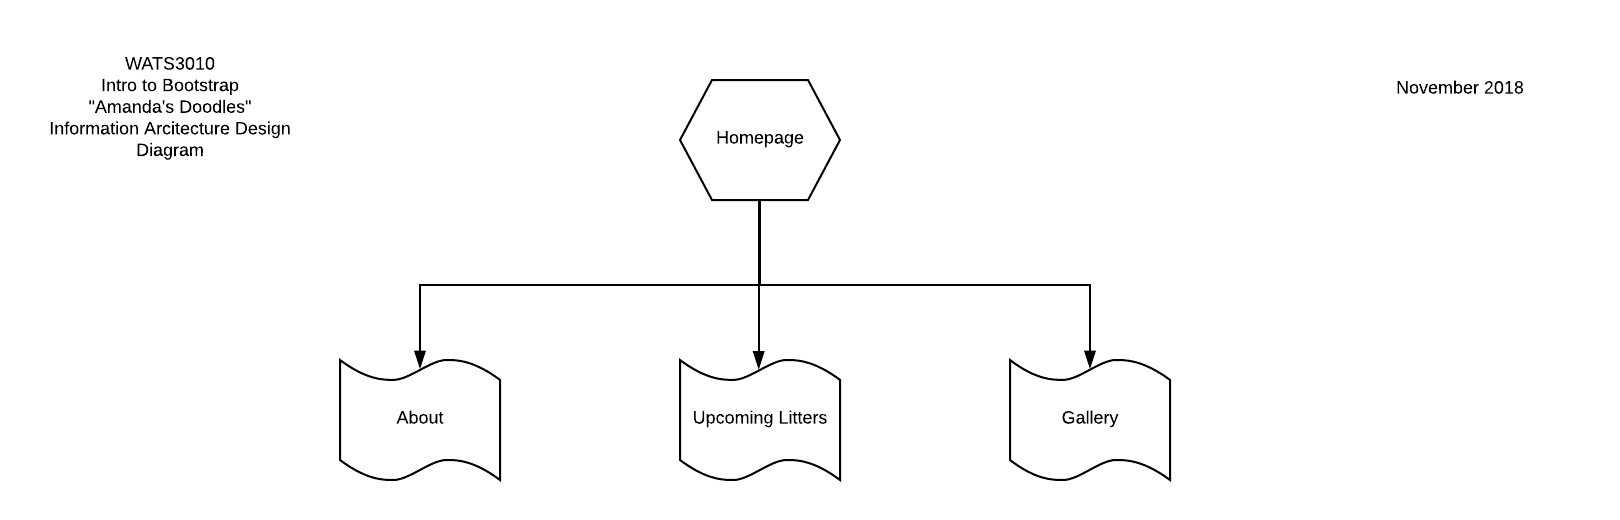 WATS3010
Intro to Bootstrap
"Amanda's Doodles"
Information Arcitecture Design
Diagram
November 2018
Homepage
About
Upcoming Litters
Gallery